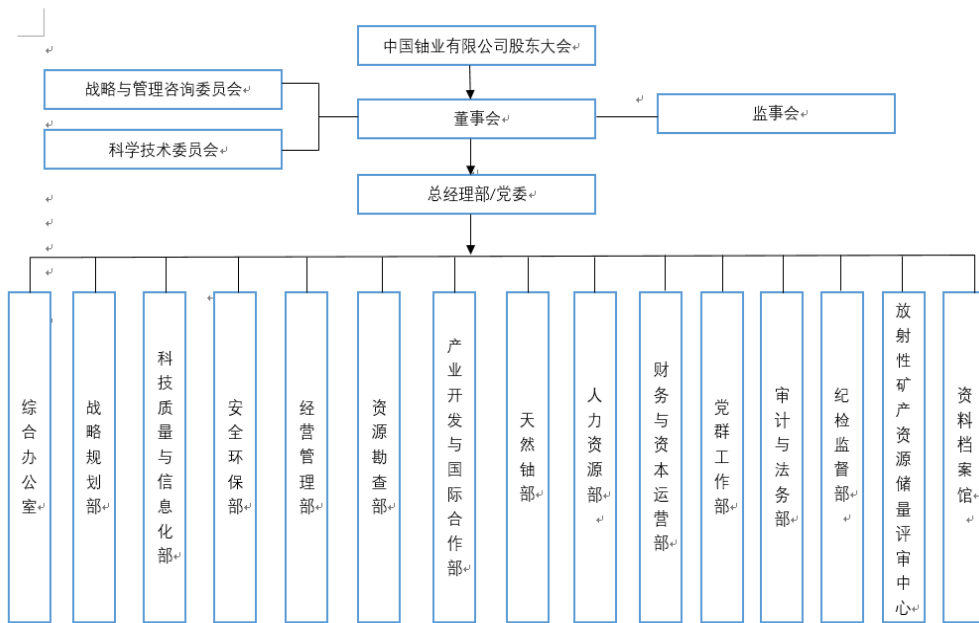 中国铀业有限公司股东大会
战略与管理咨询委员会
董事会
监事会
科学技术委员会
总经理部/党委
综合办公室
战略规划部
科技质量与信息化部
安全环保部
经营管理部
资源勘查部
产业开发与国际合作部
天然铀部
人力资源部
财务与资本运营部
党群工作部
审计与法务部
纪检监督部
放射性矿产资源储量评审中心
资料档案馆